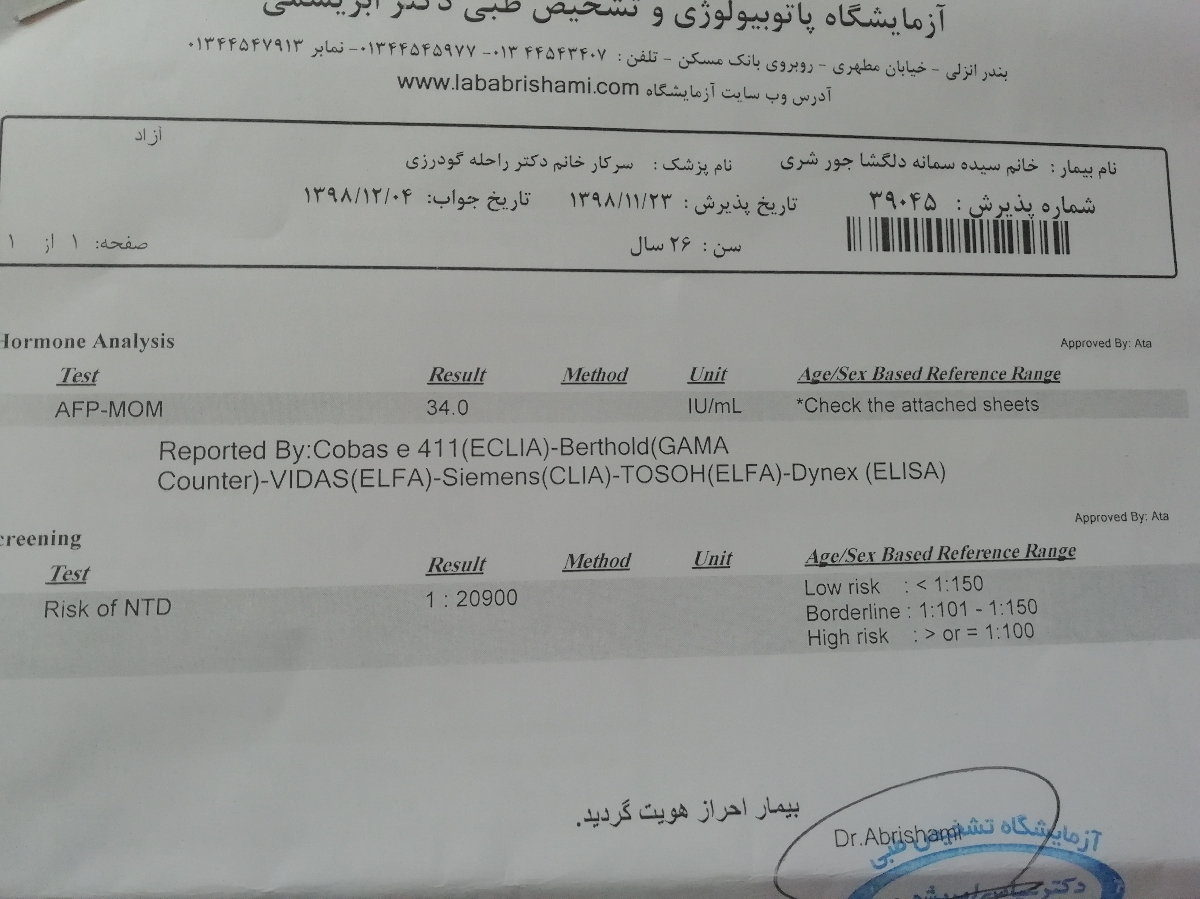 آزمایشگاه پاتوبیولوژی و تشخیص طبی دکتر ابریشمی
بندر انزلی - خیابان مطهری - روبروی بانک مسکن - تلفن : ۴۴۵۴۳۴۰۷ ۰۱۳- ۰۱۳۴۴۵۴۵۹۷۷- نمابر ۰۱۳۴۴۵۴۷۹۱۳
آدرس وب سایت آزمایشگاه www.lababrishami.com
آزاد
نام بیمار : خانم سیده سمانه دلگشا جور شری نام پزشک : سرکار خانم دکتر راحله گودرزی
شماره پذیرش : ۳۹۰۴۵ تاریخ پذیرش : ۱۳۹۸/۱۱/۲۳ تاریخ جواب: ۱۳۹۸/۱۲/۰۴
سن : ۲۶ سال صفحه: ۱ از ۱
Hormone Analysis Approved By: Ata
Test Result Method Unit Age/Sex Based Reference Range
AFP-MOM 34.0 IU/mL *Check the attached sheets
Reported By:Cobas e 411(ECLIA)-Berthold(GAMA
Counter)-VIDAS(ELFA)-Siemens(CLIA)-TOSOH(ELFA)-Dynex (ELISA)
creening Approved By: Ata
Test Result Method Unit Age/Sex Based Reference Range
Risk of NTD 1 : 20900 Low risk : < 1:150
Borderline : 1:101 - 1:150
High risk : > or = 1:100
بیمار احراز هویت گردید.
Dr.Abrishami
آزمایشگاه تشخیص طبی
دکتر